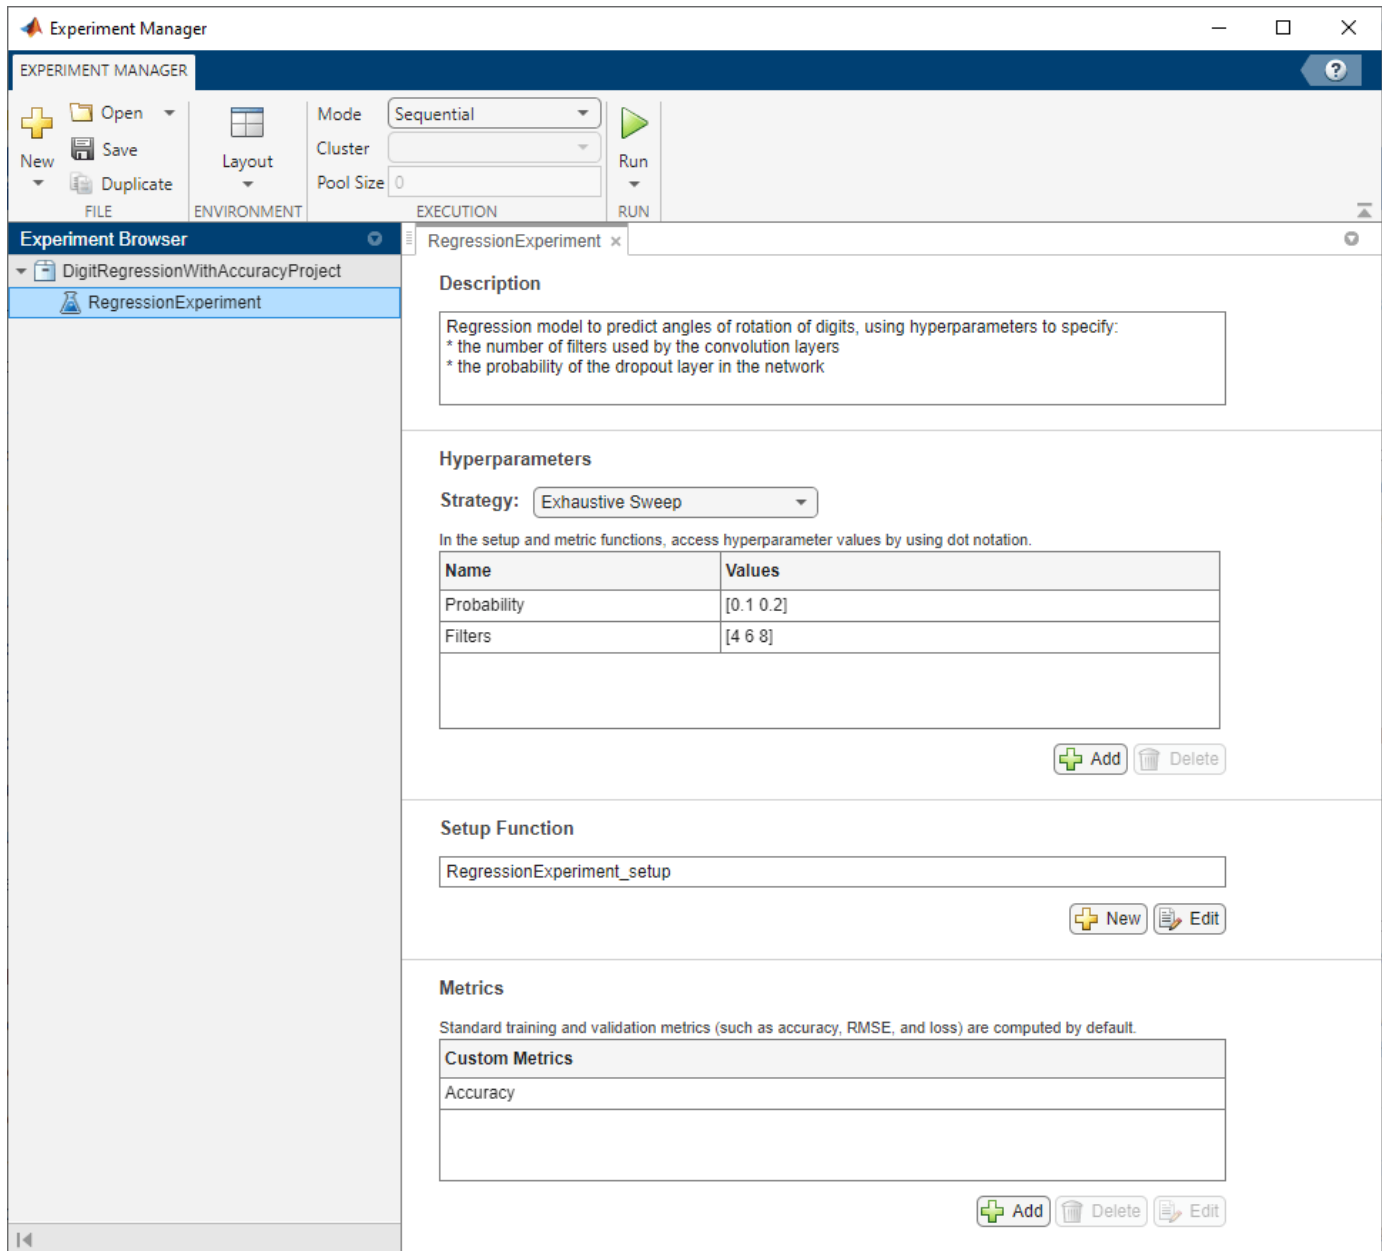 Experiment Manager
EXPERIMENT MANAGER
?
New
Open
Save
Duplicate
FILE
Layout
ENVIRONMENT
Mode Sequential
Cluster
Pool Size 0
EXECUTION
Run
RUN
Experiment Browser
DigitRegressionWithAccuracyProject
RegressionExperiment
RegressionExperiment ×
Description
Regression model to predict angles of rotation of digits, using hyperparameters to specify:
* the number of filters used by the convolution layers
* the probability of the dropout layer in the network
Hyperparameters
Strategy: Exhaustive Sweep
In the setup and metric functions, access hyperparameter values by using dot notation.
Name Values
Probability [0.1 0.2]
Filters [4 6 8]
Add Delete
Setup Function
RegressionExperiment_setup
New Edit
Metrics
Standard training and validation metrics (such as accuracy, RMSE, and loss) are computed by default.
Custom Metrics
Accuracy
Add Delete Edit